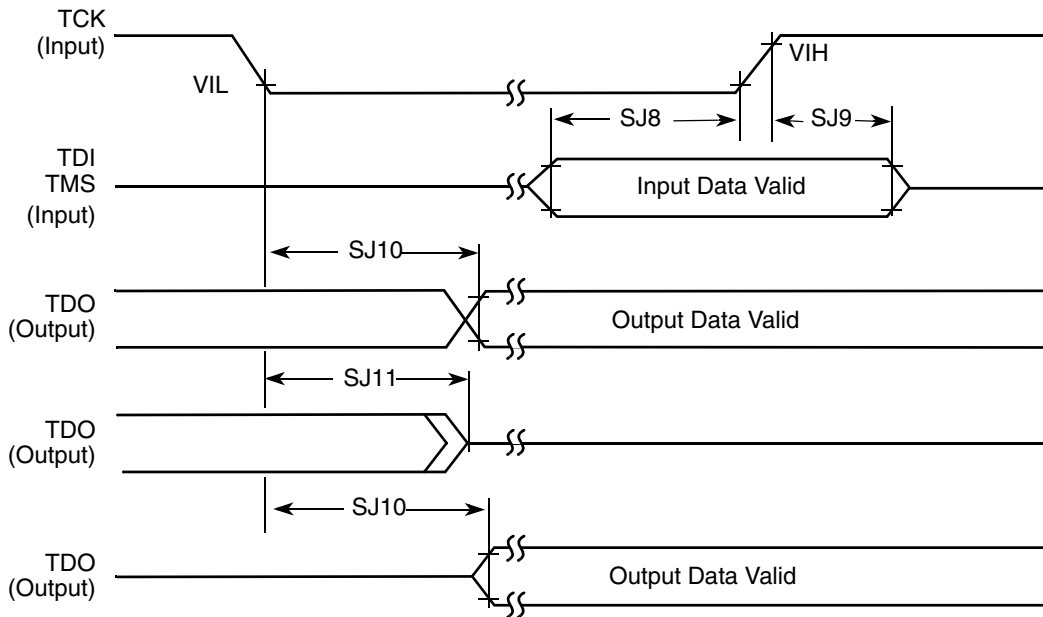 TCK
(Input)
VIL
VIH
SJ8
SJ9
TDI
TMS
(Input)
Input Data Valid
SJ10
TDO
(Output)
Output Data Valid
SJ11
TDO
(Output)
SJ10
TDO
(Output)
Output Data Valid